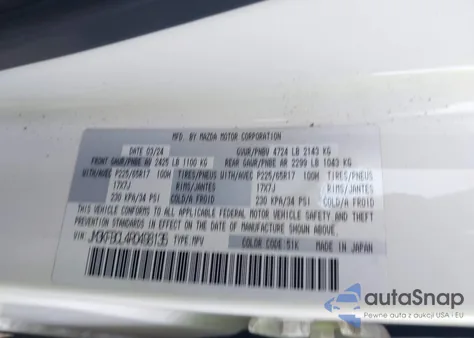 MFD. BY MAZDA MOTOR CORPORATION
DATE 03/24 GVWR/PNBV 4724 LB 2143 KG
FRONT GAWR/PNBE AV 2425 LB 1100 KG REAR GAWR/PNBE AR 2299 LB 1043 KG
WITH/AVEC P225/65R17 100H TIRES/PNEUS WITH/AVEC P225/65R17 100H TIRES/PNEUS
17X7J RIMS/JANTES 17X7J RIMS/JANTES
230 KPA/34 PSI COLD/A FROID 230 KPA/34 PSI COLD/A FROID
THIS VEHICLE CONFORMS TO ALL APPLICABLE FEDERAL MOTOR VEHICLE SAFETY AND THEFT
PREVENTION STANDARDS IN EFFECT ON THE DATE OF MANUFACTURE SHOWN ABOVE.
VIN TYPE:MPV COLOR CODE: 51K MADE IN JAPAN
autoSnap
Pewne auto z aukcji USA i EU